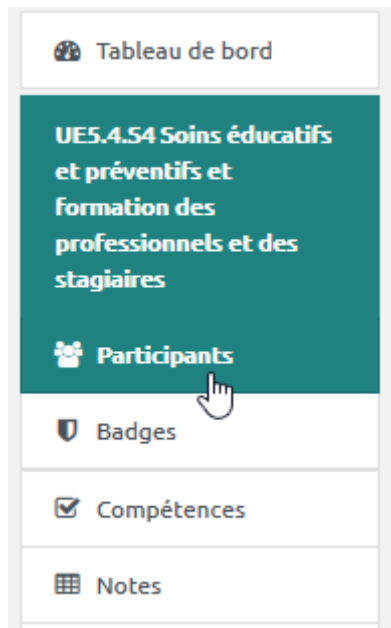 Tableau de bord
UE5.4.S4 Soins éducatifs
et préventifs et
formation des
professionnels et des
stagiaires
Participants
Badges
Compétences
Notes